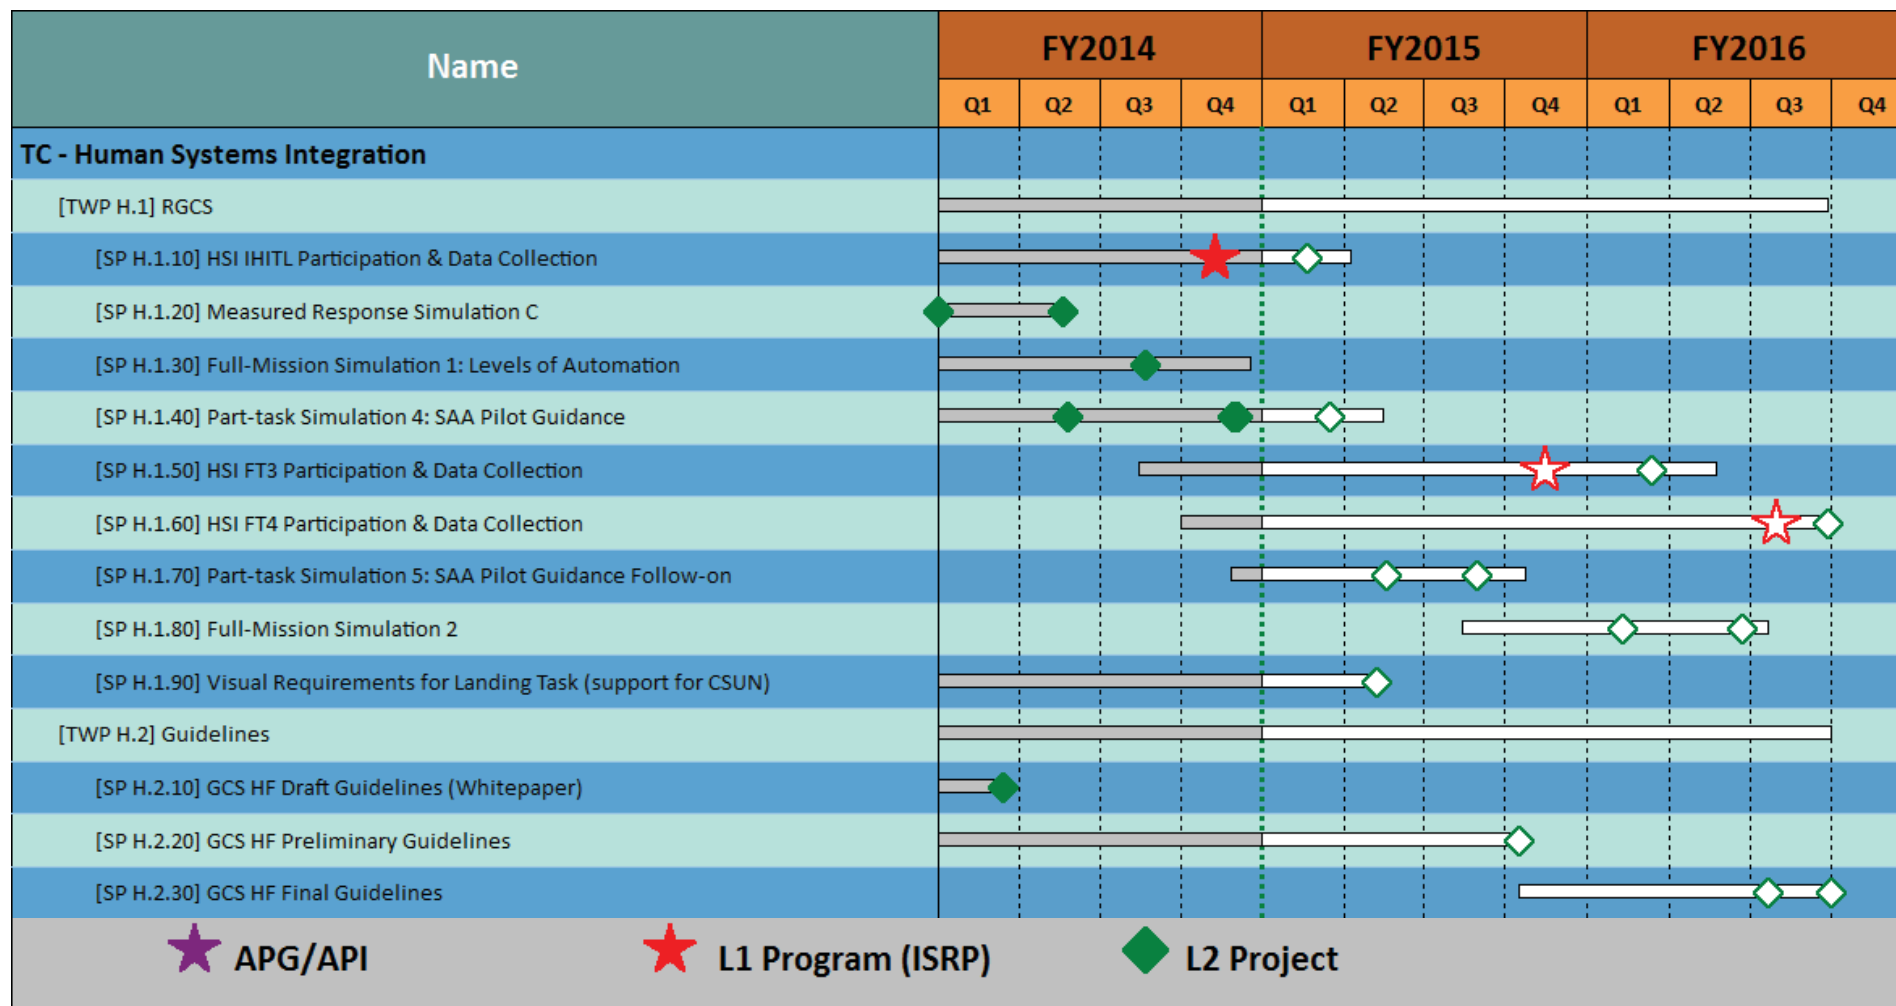 Name
FY2014 FY2015 FY2016
Q1 Q2 Q3 Q4 Q1 Q2 Q3 Q4 Q1 Q2 Q3 Q4
TC - Human Systems Integration
[TWP H.1] RGCS
[SP H.1.10] HSI IHITL Participation & Data Collection
[SP H.1.20] Measured Response Simulation C
[SP H.1.30] Full-Mission Simulation 1: Levels of Automation
[SP H.1.40] Part-task Simulation 4: SAA Pilot Guidance
[SP H.1.50] HSI FT3 Participation & Data Collection
[SP H.1.60] HSI FT4 Participation & Data Collection
[SP H.1.70] Part-task Simulation 5: SAA Pilot Guidance Follow-on
[SP H.1.80] Full-Mission Simulation 2
[SP H.1.90] Visual Requirements for Landing Task (support for CSUN)
[TWP H.2] Guidelines
[SP H.2.10] GCS HF Draft Guidelines (Whitepaper)
[SP H.2.20] GCS HF Preliminary Guidelines
[SP H.2.30] GCS HF Final Guidelines
APG/API L1 Program (ISRP) L2 Project